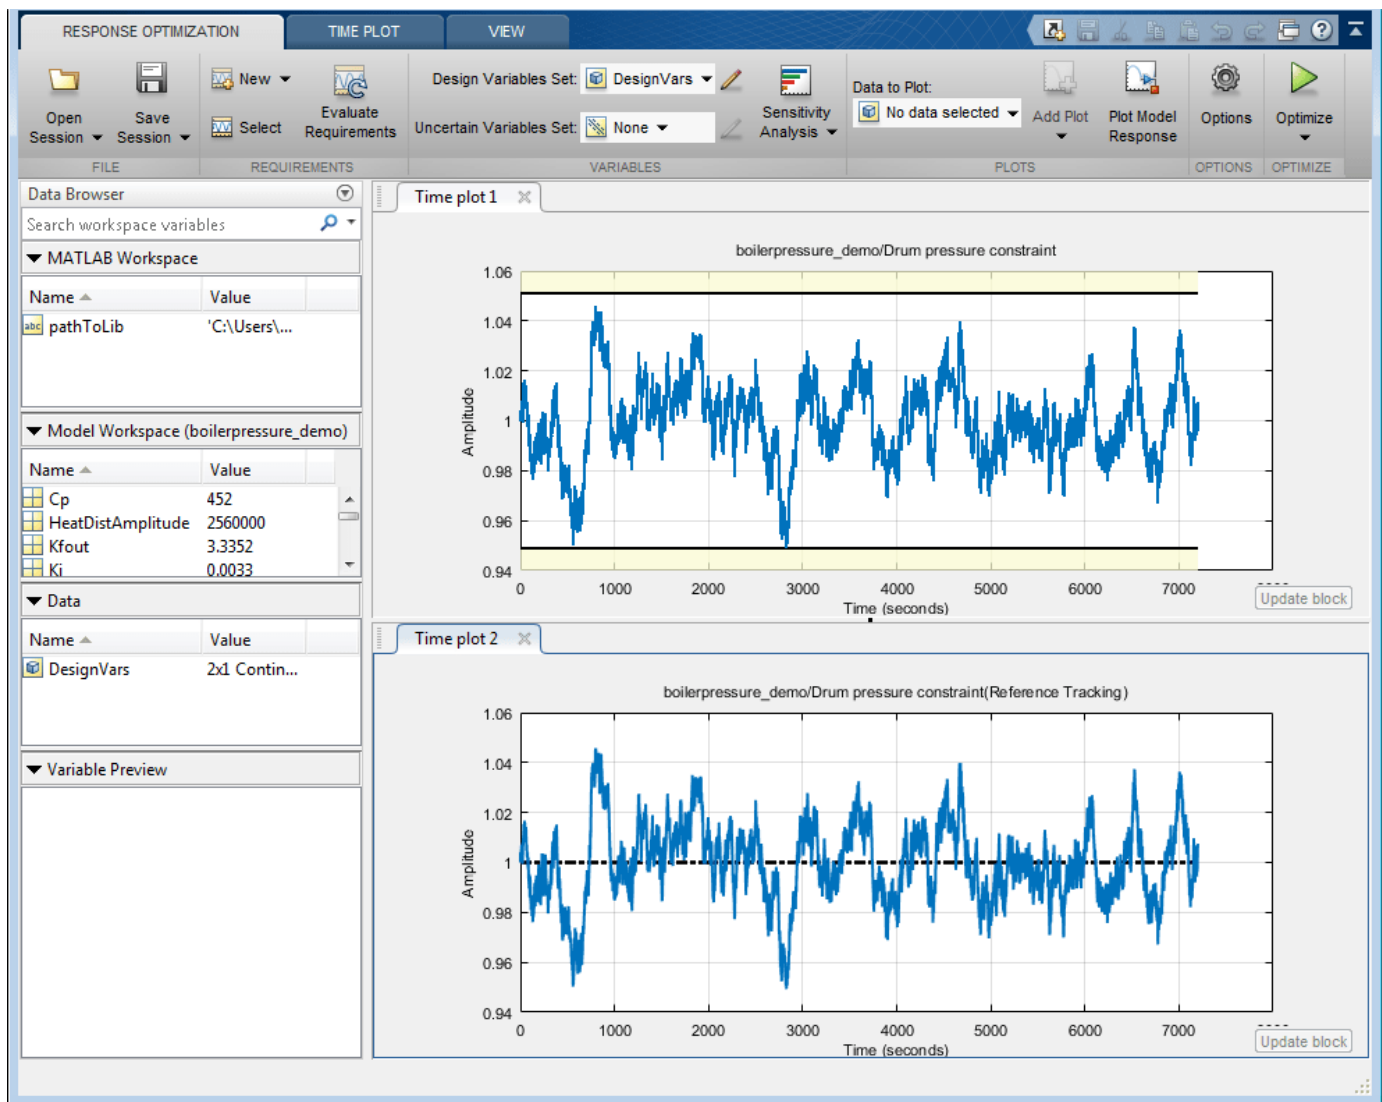 RESPONSE OPTIMIZATION TIME PLOT VIEW
New Design Variables Set: DesignVars Data to Plot:
Open Session Save Session Select Evaluate Requirements Uncertain Variables Set: None Sensitivity Analysis No data selected Add Plot Plot Model Response Options Optimize
FILE REQUIREMENTS VARIABLES PLOTS OPTIONS OPTIMIZE
Data Browser
Search workspace variables
MATLAB Workspace
Name Value
abc pathToLib 'C:\Users\...
Model Workspace (boilerpressure_demo)
Name Value
Cp 452
HeatDistAmplitude 2560000
Kfout 3.3352
Ki 0.0033
Data
Name Value
DesignVars 2x1 Contin...
Variable Preview
Time plot 1
boilerpressure_demo/Drum pressure constraint
1.06
1.04
1.02
1
0.98
0.96
0.94
Amplitude
0 1000 2000 3000 4000 5000 6000 7000
Time (seconds)
Update block
Time plot 2
boilerpressure_demo/Drum pressure constraint(Reference Tracking)
1.06
1.04
1.02
1
0.98
0.96
0.94
Amplitude
0 1000 2000 3000 4000 5000 6000 7000
Time (seconds)
Update block